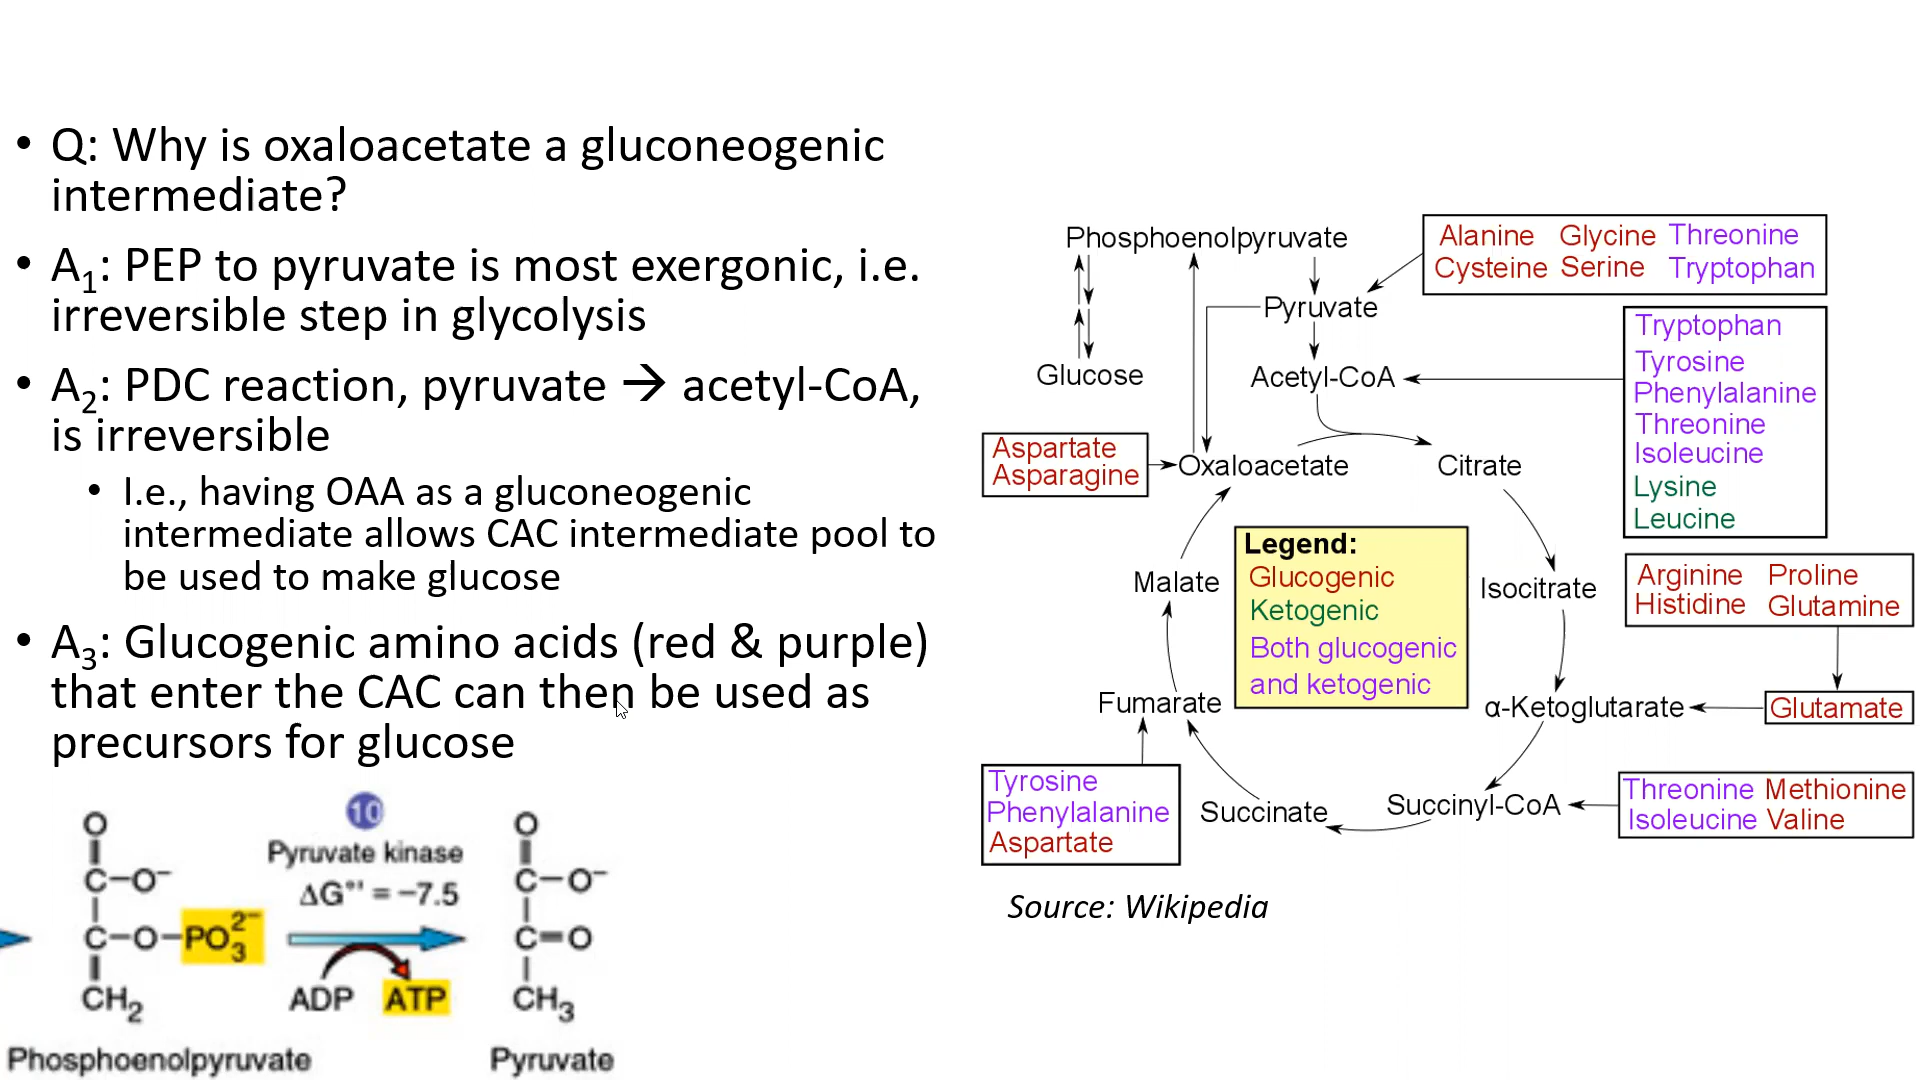 • Q: Why is oxaloacetate a gluconeogenic
intermediate?
• A1: PEP to pyruvate is most exergonic, i.e.
irreversible step in glycolysis
• A2: PDC reaction, pyruvate → acetyl-CoA,
is irreversible
• I.e., having OAA as a gluconeogenic
intermediate allows CAC intermediate pool to
be used to make glucose
• A3: Glucogenic amino acids (red & purple)
that enter the CAC can then be used as
precursors for glucose
O
C–O⁻
C–O–PO₃²⁻
CH₂
Phosphoenolpyruvate
10
Pyruvate kinase
ΔG°' = –7.5
ADP ATP
O
C–O⁻
C=O
CH₃
Pyruvate
Phosphoenolpyruvate
Pyruvate
Glucose
Acetyl-CoA
Oxaloacetate
Citrate
Malate
Isocitrate
Fumarate
α-Ketoglutarate
Succinate
Succinyl-CoA
Alanine Glycine Threonine
Cysteine Serine Tryptophan
Tryptophan
Tyrosine
Phenylalanine
Threonine
Isoleucine
Lysine
Leucine
Aspartate
Asparagine
Legend:
Glucogenic
Ketogenic
Both glucogenic
and ketogenic
Arginine Proline
Histidine Glutamine
Glutamate
Tyrosine
Phenylalanine
Aspartate
Threonine Methionine
Isoleucine Valine
Source: Wikipedia